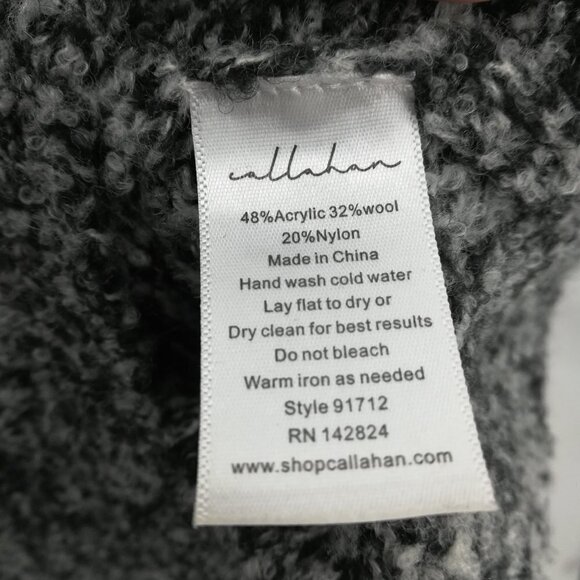 callahan
48%Acrylic 32%wool
20%Nylon
Made in China
Hand wash cold water
Lay flat to dry or
Dry clean for best results
Do not bleach
Warm iron as needed
Style 91712
RN 142824
www.shopcallahan.com